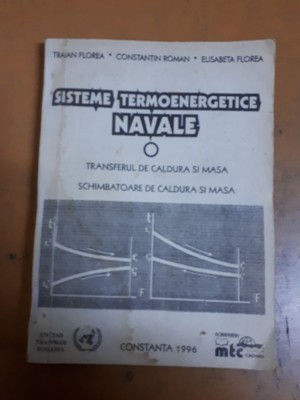 TRAIAN FLOREA * CONSTANTIN ROMAN * ELISABETA FLOREA
SISTEME TERMOENERGETICE
NAVALE
TRANSFERUL DE CALDURA SI MASA
SCHIMBATOARE DE CALDURA SI MASA
F
F
CONSTANTA 1996
mtc